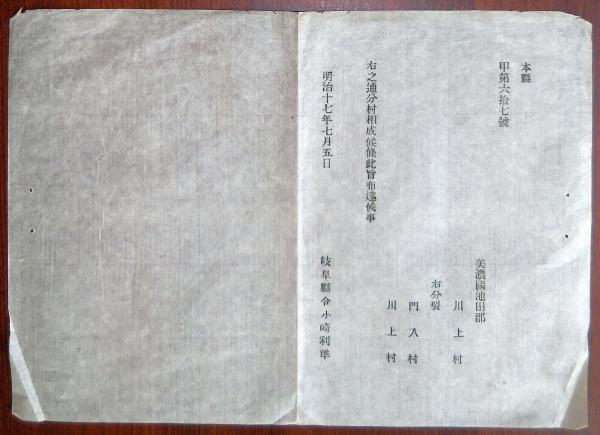 本縣
甲第六拾七號
美濃國池田郡
川上村
右分裂
門入村
川上村
右之通分村相成候條此旨布達候事
明治十七年七月五日
岐阜縣令小崎利準